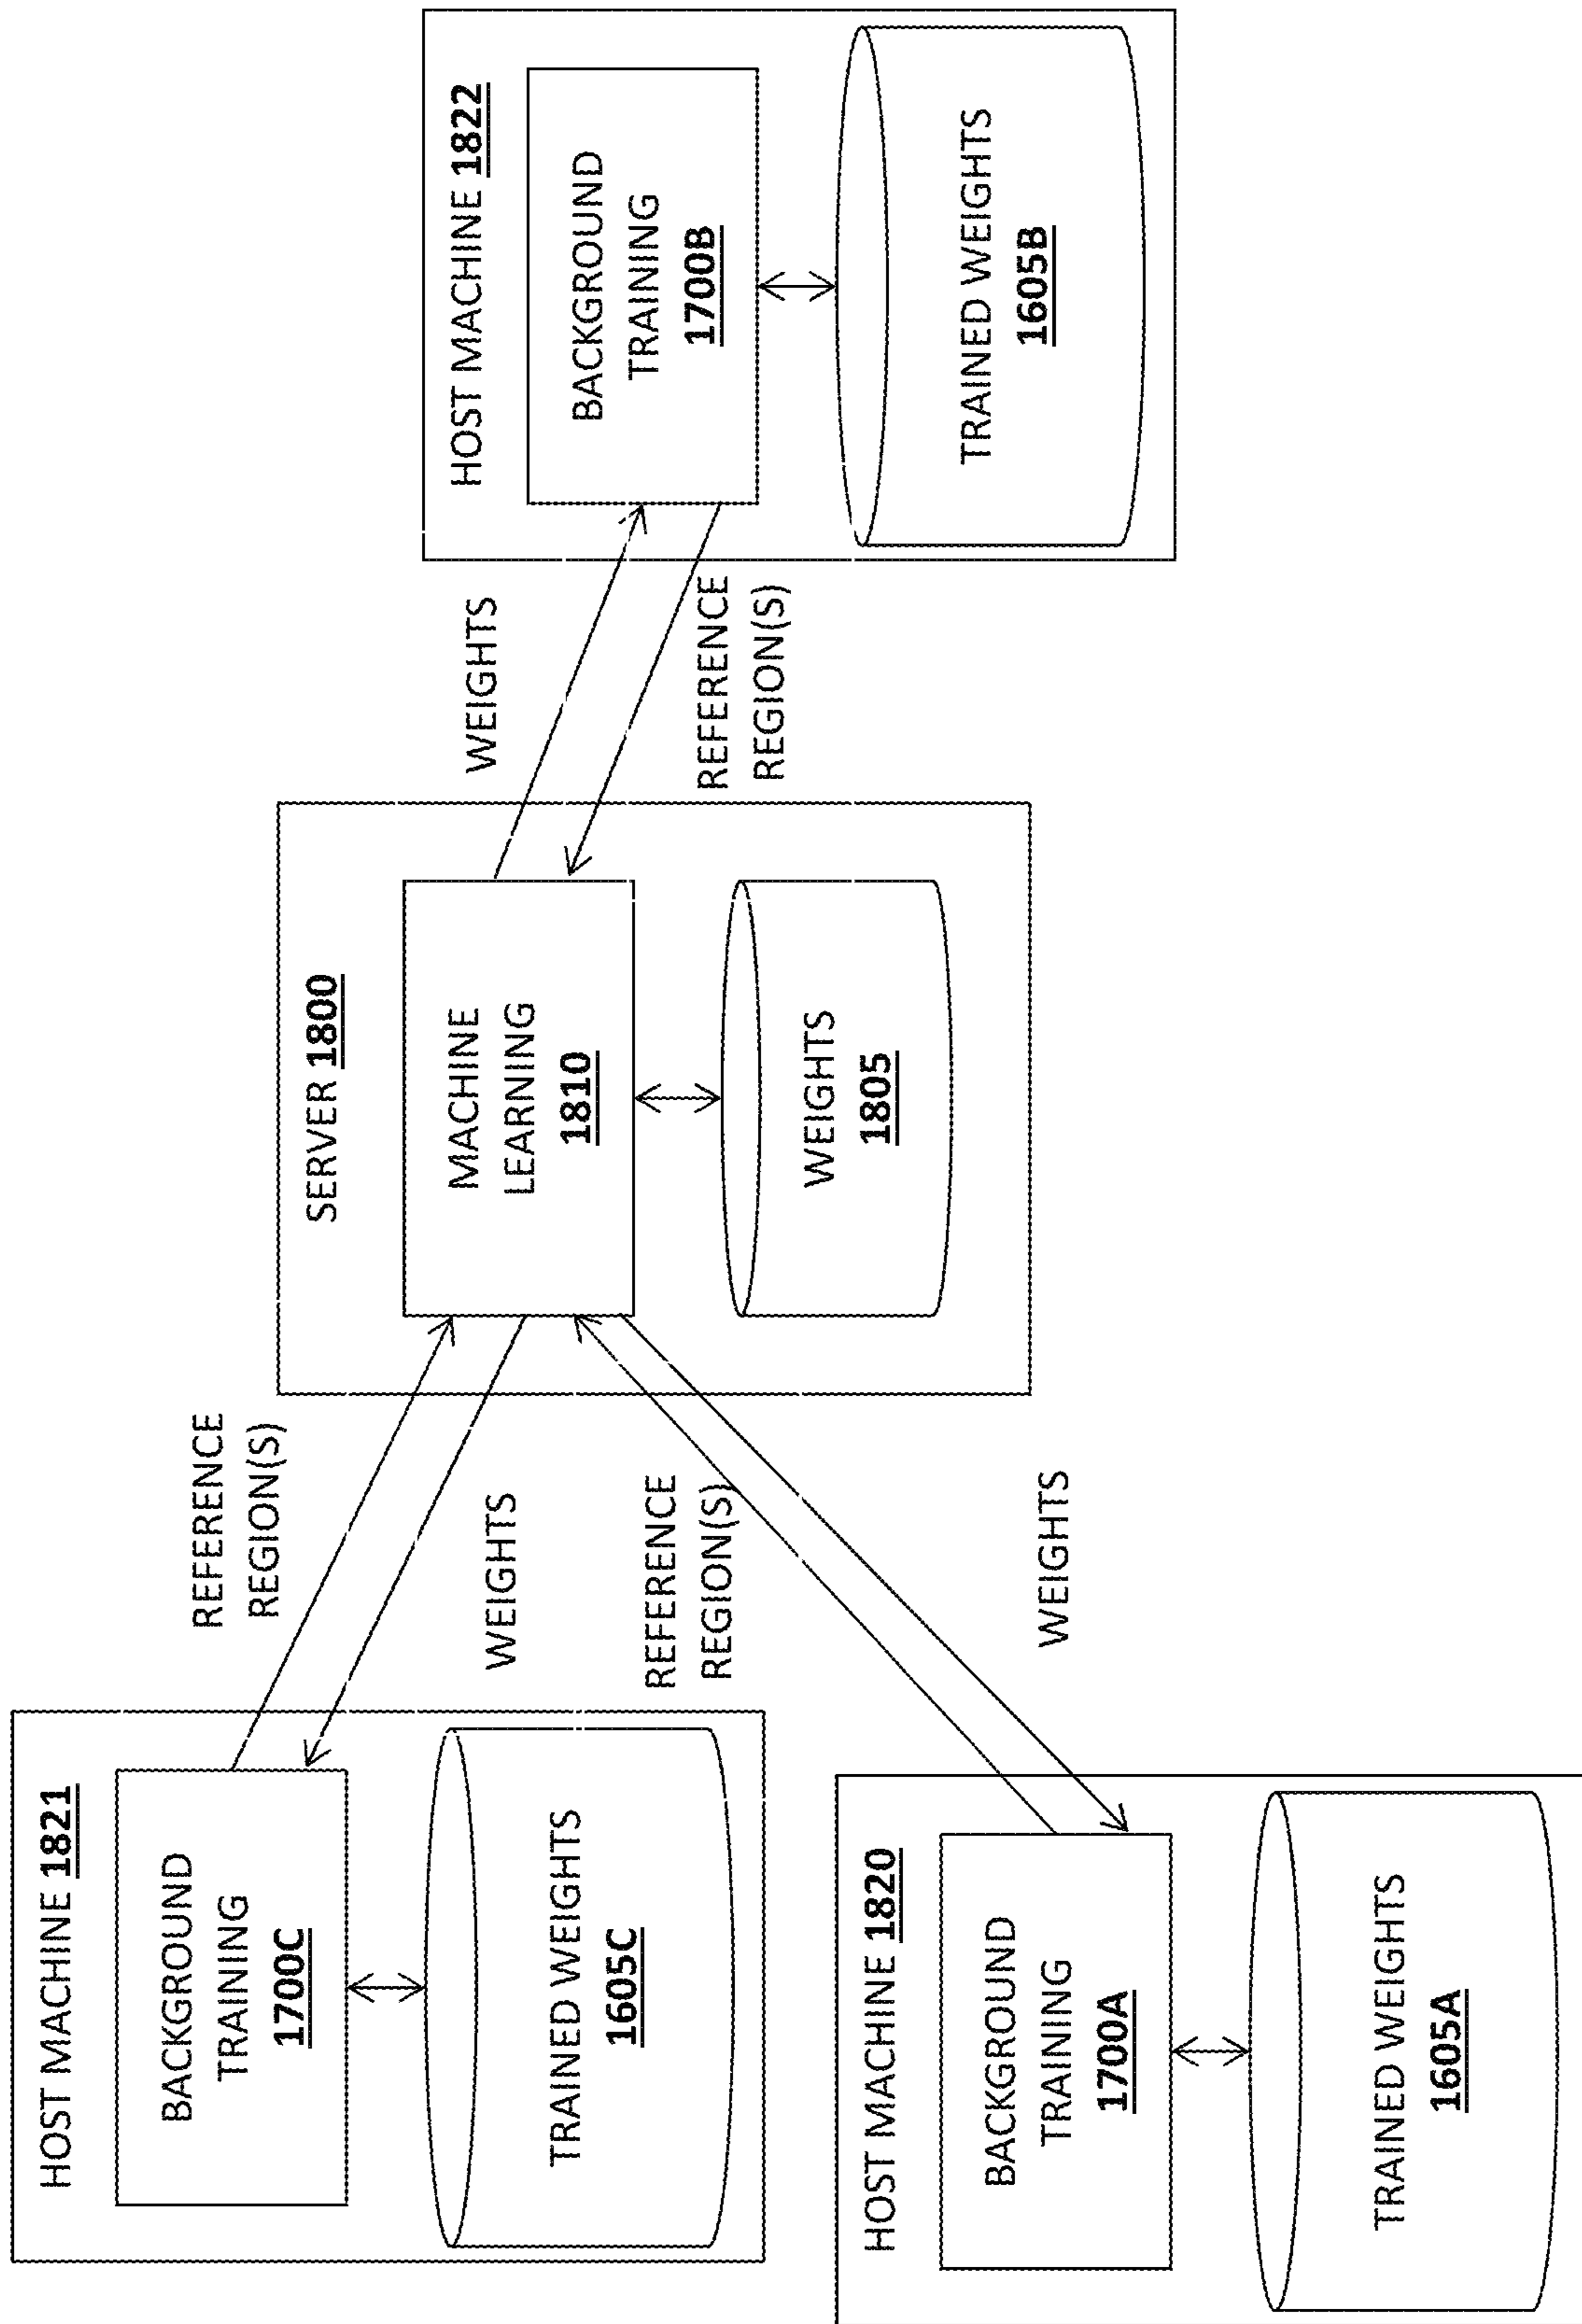 HOST MACHINE 1821
BACKGROUND
TRAINING
1700C
TRAINED WEIGHTS
1605C
REFERENCE
REGION(S)
WEIGHTS
HOST MACHINE 1820
BACKGROUND
TRAINING
1700A
TRAINED WEIGHTS
1605A
REFERENCE
REGION(S)
WEIGHTS
SERVER 1800
MACHINE
LEARNING
1810
WEIGHTS
1805
WEIGHTS
REFERENCE
REGION(S)
HOST MACHINE 1822
BACKGROUND
TRAINING
1700B
TRAINED WEIGHTS
1605B